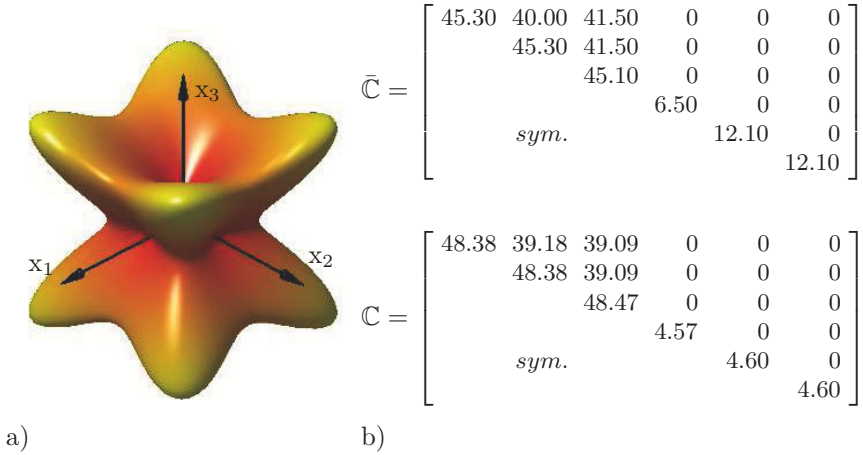 x₃
x₁
x₂
a)
C̄ =
45.30 40.00 41.50 0 0 0
45.30 41.50 0 0 0
45.10 0 0 0
6.50 0 0
sym. 12.10 0
12.10
ℂ =
48.38 39.18 39.09 0 0 0
48.38 39.09 0 0 0
48.47 0 0 0
4.57 0 0
sym. 4.60 0
4.60
b)